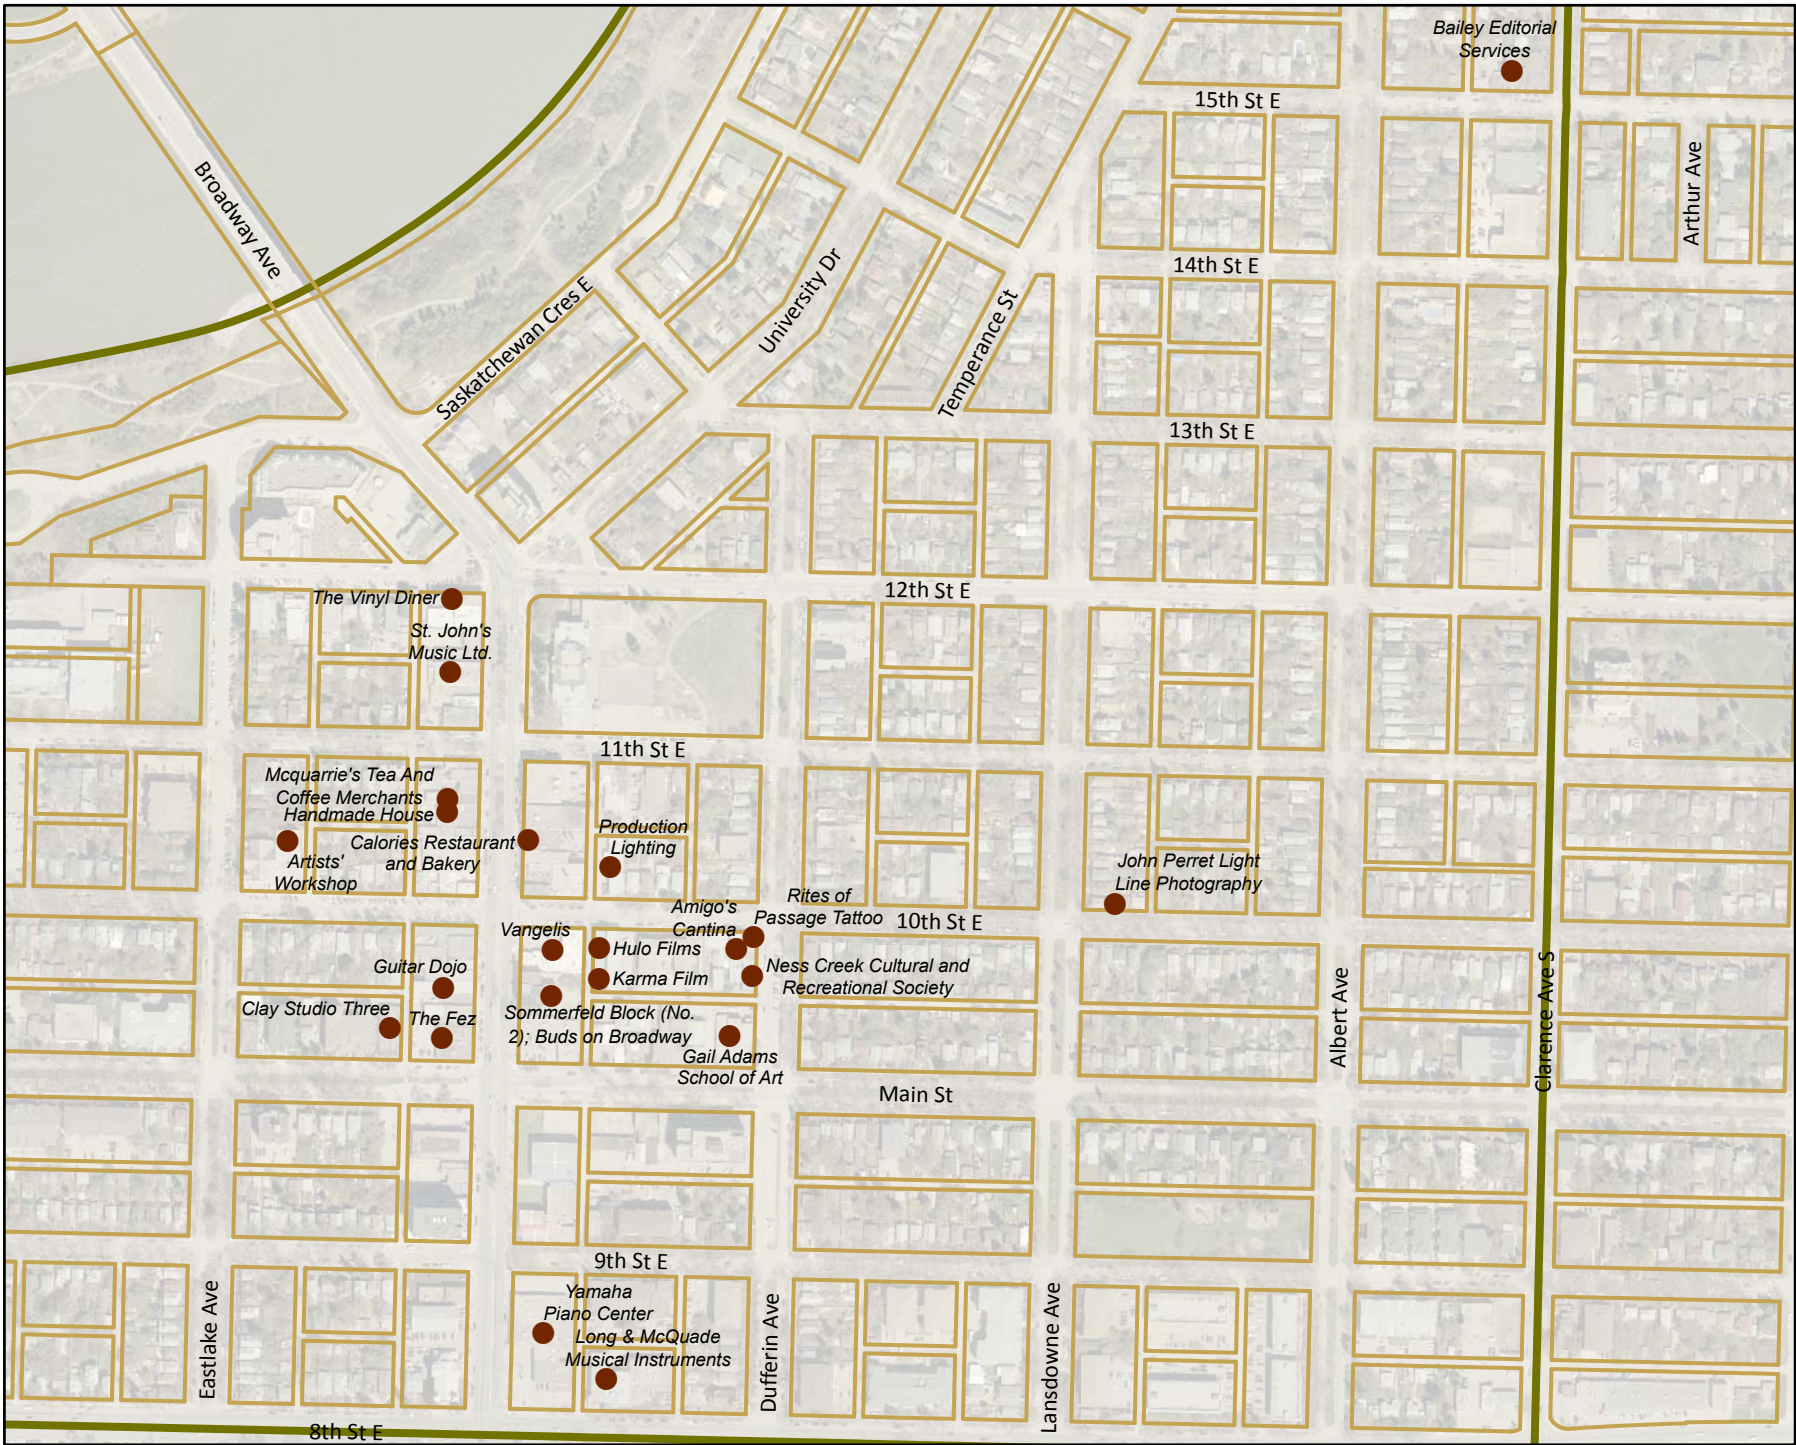 Bailey Editorial
Services
15th St E
Arthur Ave
Broadway Ave
14th St E
University Dr
Saskatchewan Cres E
Temperance St
13th St E
12th St E
The Vinyl Diner
St. John's
Music Ltd.
11th St E
Mcquarrie's Tea And
Coffee Merchants
Handmade House
Calories Restaurant
and Bakery
Artists'
Workshop
Production
Lighting
John Perret Light
Line Photography
Rites of
Passage Tattoo
Amigo's
Cantina
10th St E
Vangelis
Hulo Films
Karma Film
Ness Creek Cultural and
Recreational Society
Guitar Dojo
Clay Studio Three
The Fez
Sommerfeld Block (No.
2); Buds on Broadway
Gail Adams
School of Art
Albert Ave
Clarence Ave S
Main St
9th St E
Yamaha
Piano Center
Long & McQuade
Musical Instruments
Eastlake Ave
Dufferin Ave
Lansdowne Ave
8th St E